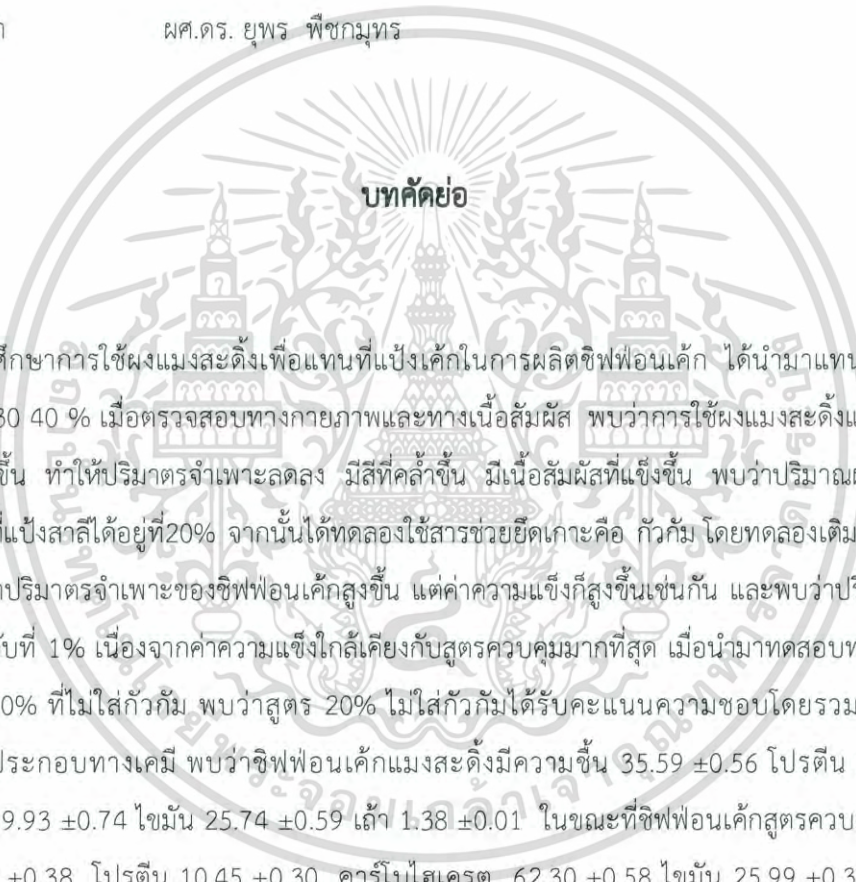 ผศ.ดร. ยุพร พืชกมุทร
บทคัดย่อ
ศึกษาการใช้ผงแมงสะดิ้งเพื่อแทนที่แป้งเค้กในการผลิตชิฟฟ่อนเค้ก ได้นำมาแทน
30 40 % เมื่อตรวจสอบทางกายภาพและทางเนื้อสัมผัส พบว่าการใช้ผงแมงสะดิ้งแ
ขึ้น ทำให้ปริมาตรจำเพาะลดลง มีสีที่คล้ำขึ้น มีเนื้อสัมผัสที่แข็งขึ้น พบว่าปริมาณผ
ที่แป้งสาลีได้อยู่ที่20% จากนั้นได้ทดลองใช้สารช่วยยึดเกาะคือ กัวกัม โดยทดลองเติม
าปริมาตรจำเพาะของชิฟฟ่อนเค้กสูงขึ้น แต่ค่าความแข็งก็สูงขึ้นเช่นกัน และพบว่าปริ
ับที่ 1% เนื่องจากค่าความแข็งใกล้เคียงกับสูตรควบคุมมากที่สุด เมื่อนำมาทดสอบท
0% ที่ไม่ใส่กัวกัม พบว่าสูตร 20% ไม่ใส่กัวกัมได้รับคะแนนความชอบโดยรวม
ประกอบทางเคมี พบว่าชิฟฟ่อนเค้กแมงสะดิ้งมีความชื้น 35.59 ±0.56 โปรตีน
9.93 ±0.74 ไขมัน 25.74 ±0.59 เถ้า 1.38 ±0.01 ในขณะที่ชิฟฟ่อนเค้กสูตรควบ
±0.38 โปรตีน 10.45 ±0.30 คาร์โบไฮเดรต 62.30 ±0.58 ไขมัน 25.99 ±0.3